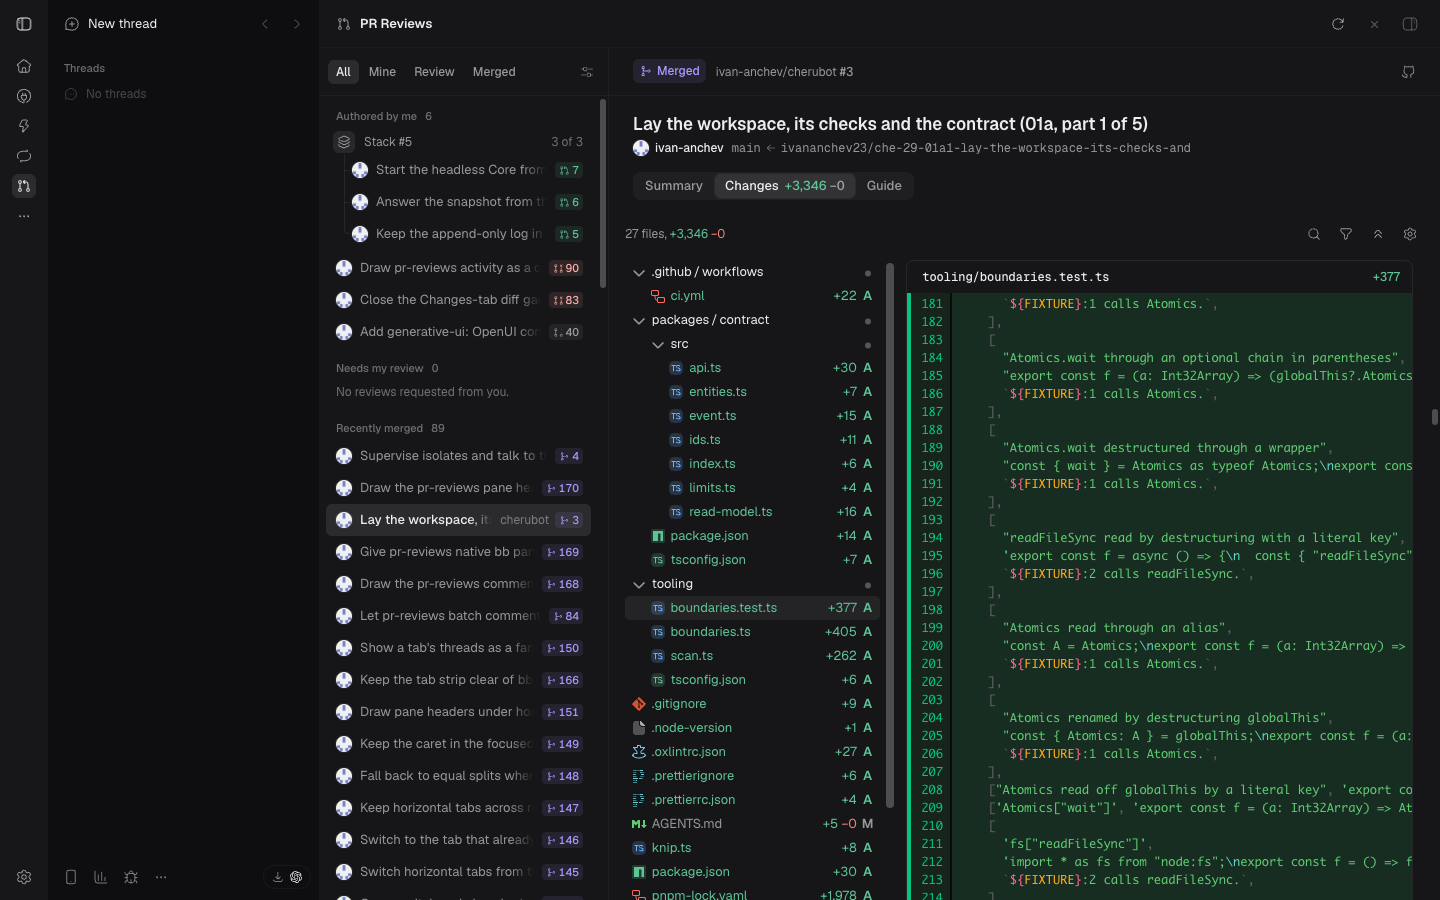 New thread
Threads
No threads
PR Reviews
All Mine Review Merged
Authored by me 6
Stack #5 3 of 3
Start the headless Core from 7
Answer the snapshot from 6
Keep the append-only log in 5
Draw pr-reviews activity as a 90
Close the Changes-tab diff 83
Add generative-ui: OpenUI 40
Needs my review 0
No reviews requested from you.
Recently merged 89
Supervise isolates and talk to 4
Draw the pr-reviews pane 170
Lay the workspace, cherubot 3
Give pr-reviews native bb 169
Draw the pr-reviews 168
Let pr-reviews batch 84
Show a tab's threads as a 150
Keep the tab strip clear of 166
Draw pane headers under 151
Keep the caret in the 149
Fall back to equal splits 148
Keep horizontal tabs across 147
Switch to the tab that 146
Switch horizontal tabs from 145
Merged ivan-anchev/cherubot #3
Lay the workspace, its checks and the contract (01a, part 1 of 5)
ivan-anchev main ← ivananchev23/che-29-01a1-lay-the-workspace-its-checks-and
Summary Changes +3,346 −0 Guide
27 files, +3,346 −0
.github / workflows
ci.yml +22 A
packages / contract
src
TS api.ts +30 A
TS entities.ts +7 A
TS event.ts +15 A
TS ids.ts +11 A
TS index.ts +6 A
TS limits.ts +4 A
TS read-model.ts +16 A
package.json +14 A
TS tsconfig.json +7 A
tooling
TS boundaries.test.ts +377 A
TS boundaries.ts +405 A
TS scan.ts +262 A
TS tsconfig.json +6 A
.gitignore +9 A
.node-version +1 A
.oxlintrc.json +27 A
.prettierignore +6 A
.prettierrc.json +4 A
M↓ AGENTS.md +5 −0 M
TS knip.ts +8 A
package.json +30 A
pnpm-lock.yaml +1,978 A
tooling/boundaries.test.ts +377
181 `${FIXTURE}:1 calls Atomics.`,
182 ],
183 [
184 "Atomics.wait through an optional chain in parentheses",
185 "export const f = (a: Int32Array) => (globalThis?.Atomics
186 `${FIXTURE}:1 calls Atomics.`,
187 ],
188 [
189 "Atomics.wait destructured through a wrapper",
190 "const { wait } = Atomics as typeof Atomics;\nexport cons
191 `${FIXTURE}:1 calls Atomics.`,
192 ],
193 [
194 "readFileSync read by destructuring with a literal key",
195 'export const f = async () => {\n  const { "readFileSync"
196 `${FIXTURE}:2 calls readFileSync.`,
197 ],
198 [
199 "Atomics read through an alias",
200 "const A = Atomics;\nexport const f = (a: Int32Array) =>
201 `${FIXTURE}:1 calls Atomics.`,
202 ],
203 [
204 "Atomics renamed by destructuring globalThis",
205 "const { Atomics: A } = globalThis;\nexport const f = (a:
206 `${FIXTURE}:1 calls Atomics.`,
207 ],
208 ["Atomics read off globalThis by a literal key", 'export co
209 ['Atomics["wait"]', 'export const f = (a: Int32Array) => At
210 [
211 'fs["readFileSync"]',
212 'import * as fs from "node:fs";\nexport const f = () => f
213 `${FIXTURE}:2 calls readFileSync.`,
214 ]